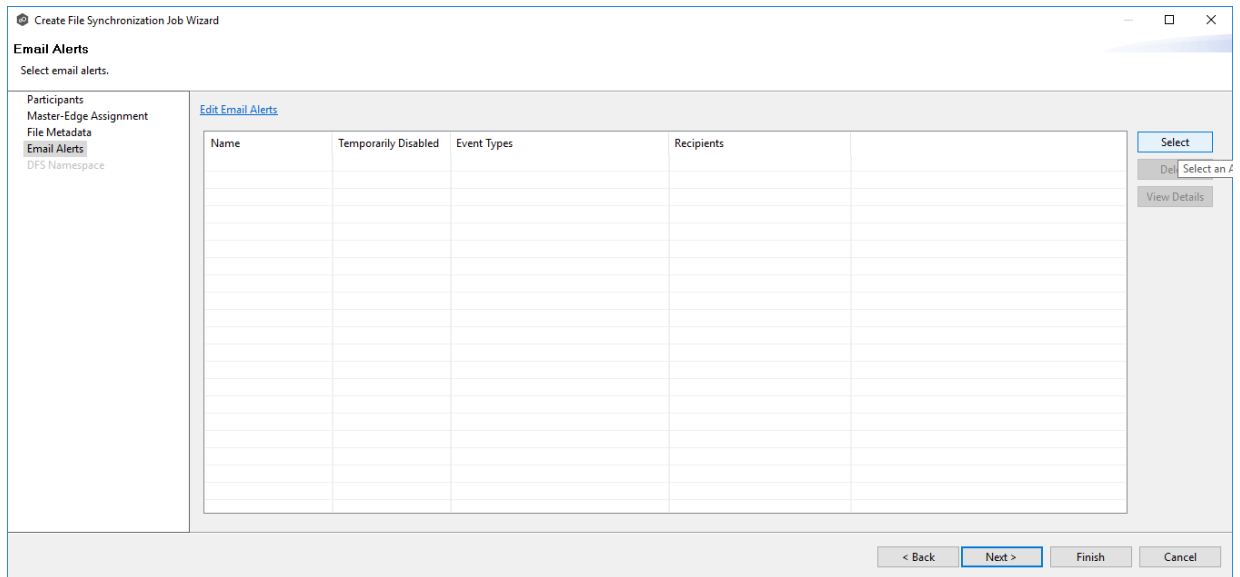 Create File Synchronization Job Wizard
Email Alerts
Select email alerts.
Participants
Master-Edge Assignment
File Metadata
Email Alerts
DFS Namespace
Edit Email Alerts
Name Temporarily Disabled Event Types Recipients
Select
Select an
View Details
< Back Next > Finish Cancel